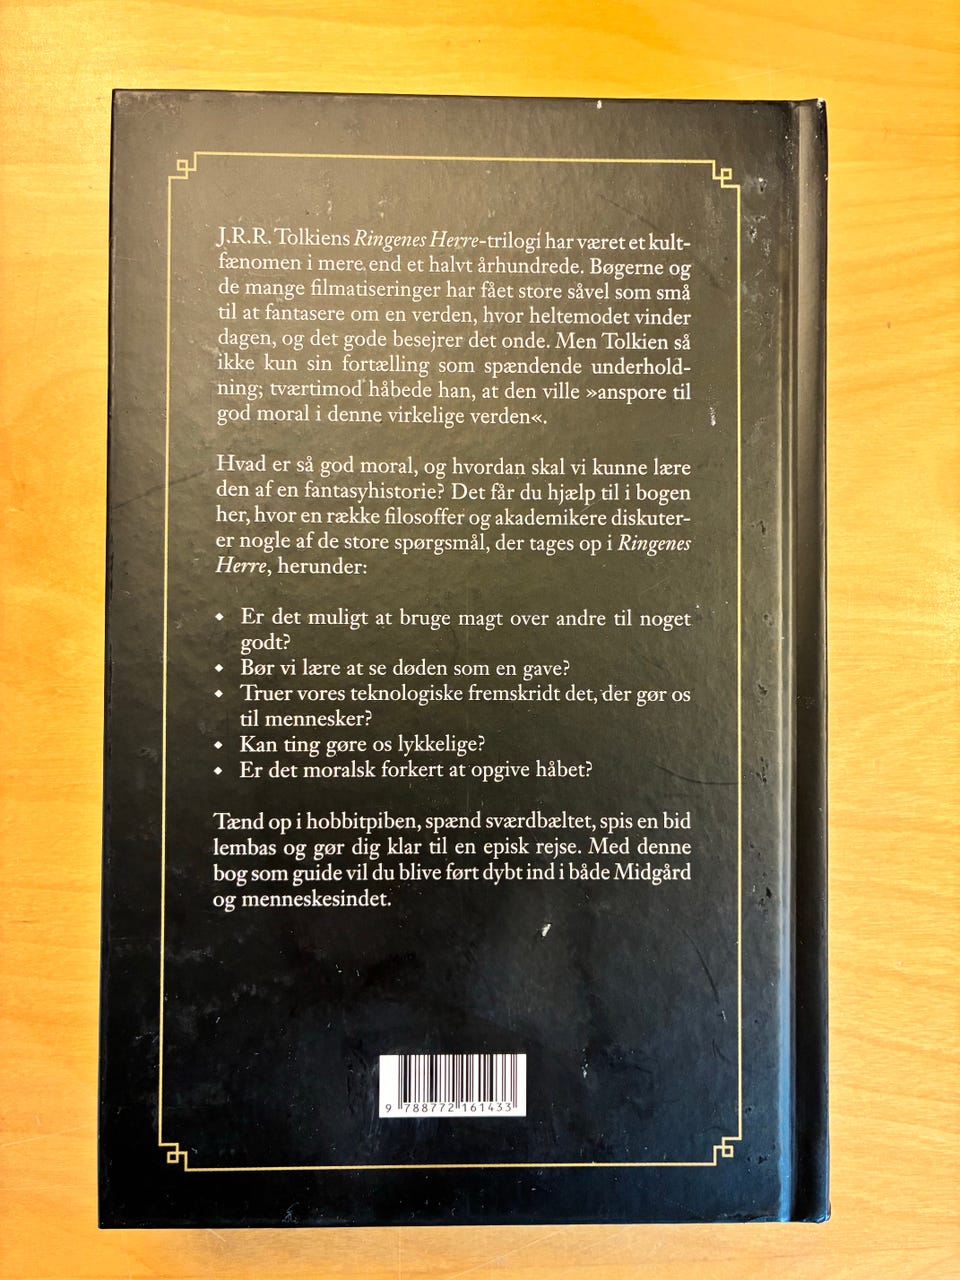 J.R.R. Tolkiens Ringenes Herre-trilogi har været et kult-
fænomen i mere end et halvt århundrede. Bøgerne og
de mange filmatiseringer har fået store såvel som små
til at fantasere om en verden, hvor heltemodet vinder
dagen, og det gode besejrer det onde. Men Tolkien så
ikke kun sin fortælling som spændende underhold-
ning; tværtimod håbede han, at den ville »anspore til
god moral i denne virkelige verden«.
Hvad er så god moral, og hvordan skal vi kunne lære
den af en fantasyhistorie? Det får du hjælp til i bogen
her, hvor en række filosoffer og akademikere diskuter-
er nogle af de store spørgsmål, der tages op i Ringenes
Herre, herunder:
◆ Er det muligt at bruge magt over andre til noget
godt?
◆ Bør vi lære at se døden som en gave?
◆ Truer vores teknologiske fremskridt det, der gør os
til mennesker?
◆ Kan ting gøre os lykkelige?
◆ Er det moralsk forkert at opgive håbet?
Tænd op i hobbitpiben, spænd sværdbæltet, spis en bid
lembas og gør dig klar til en episk rejse. Med denne
bog som guide vil du blive ført dybt ind i både Midgård
og menneskesindet.
9 788772 161433